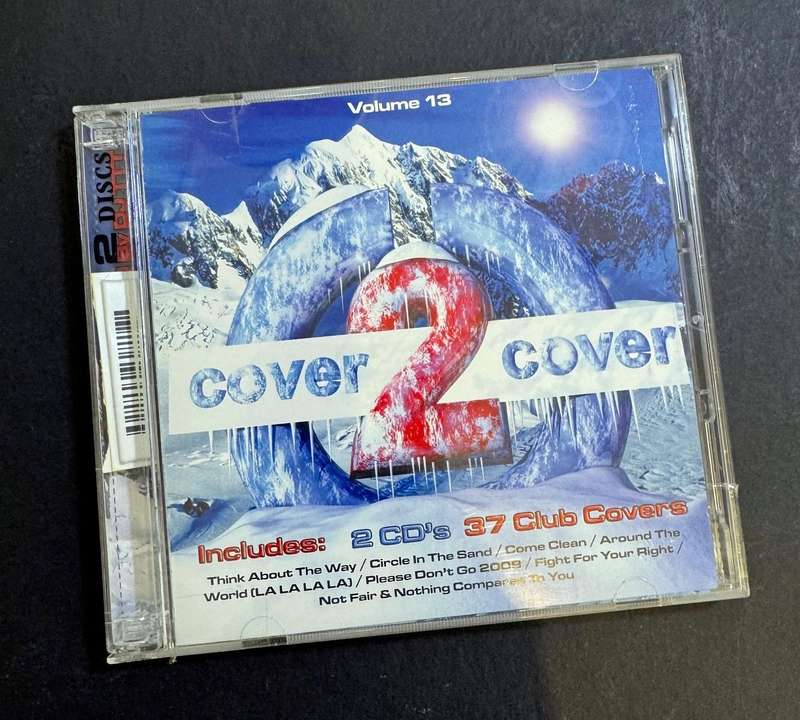 Volume 13
2 DISCS
cover 2 cover
Includes: 2 CD's 37 Club Covers
Think About The Way / Circle In The Sand / Come Clean / Around The
World (LA LA LA LA) / Please Don't Go 2009 / Fight For Your Right /
Not Fair & Nothing Compares To You